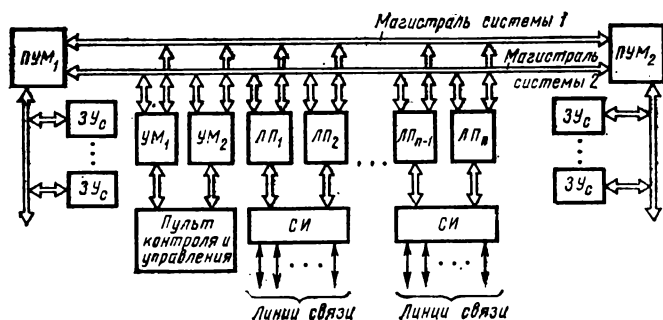 Магистраль системы 1
ПУМ1
ПУМ2
Магистраль
системы 2
ЗУс
ЗУс
УМ1
УМ2
ЛП1
ЛП2
...
ЛПn-1
ЛПn
ЗУс
ЗУс
Пульт
контроля и
управления
СИ
СИ
Линии связи
Линии связи